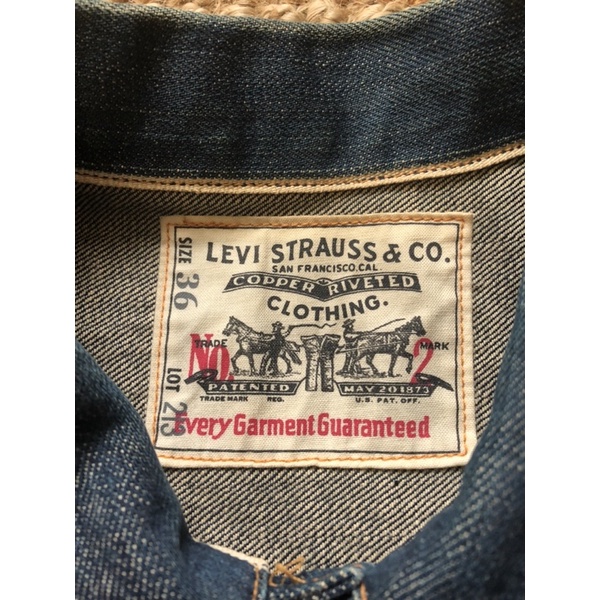 LEVI STRAUSS & CO.
SAN FRANCISCO.CAL.
COPPER RIVETED
CLOTHING.
TRADE MARK
No. 2
PATENTED MAY 20 1873
TRADE MARK REG. U.S. PAT. OFF.
Every Garment Guaranteed
SIZE 36
LOT 213